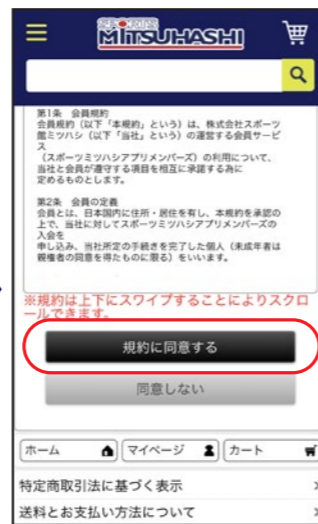 SPORTS
MITSUHASHI
第1条　会員規約
会員規約（以下「本規約」という）は、株式会社スポーツ
館ミツハシ（以下「当社」という）の運営する会員サービ
ス
（スポーツミツハシアプリメンバーズ）の利用について、
当社と会員が遵守する項目を相互に承諾する為に
定めるものとします。
第2条　会員の定義
会員とは、日本国内に住所・居住を有し、本規約を承認の
上で、当社に対してスポーツミツハシアプリメンバーズの
入会を
申し込み、当社所定の手続きを完了した個人（未成年者は
親権者の同意を得たものに限る）をいいます。
※規約は上下にスワイプすることによりスクロ
ールできます。
規約に同意する
同意しない
ホーム マイページ カート
特定商取引法に基づく表示
送料とお支払い方法について